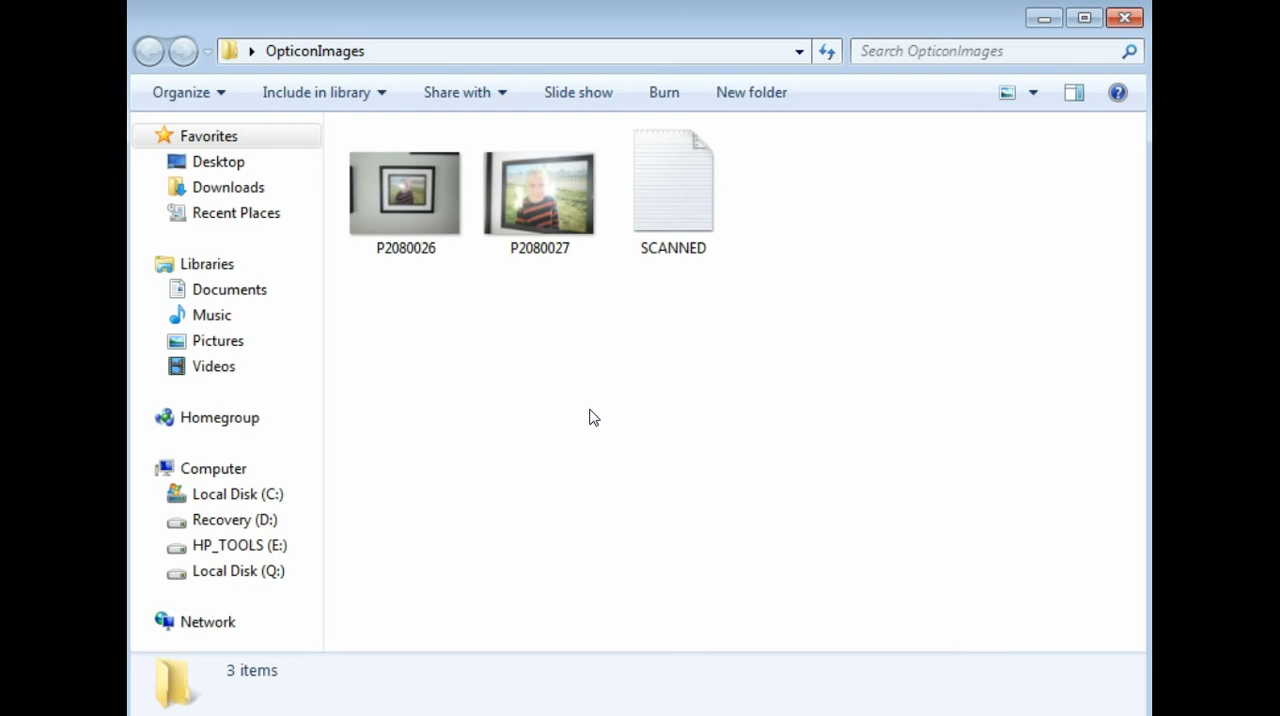 OpticonImages
Search OpticonImages
Organize Include in library Share with Slide show Burn New folder
Favorites
Desktop
Downloads
Recent Places
Libraries
Documents
Music
Pictures
Videos
Homegroup
Computer
Local Disk (C:)
Recovery (D:)
HP_TOOLS (E:)
Local Disk (Q:)
Network
P2080026 P2080027 SCANNED
3 items